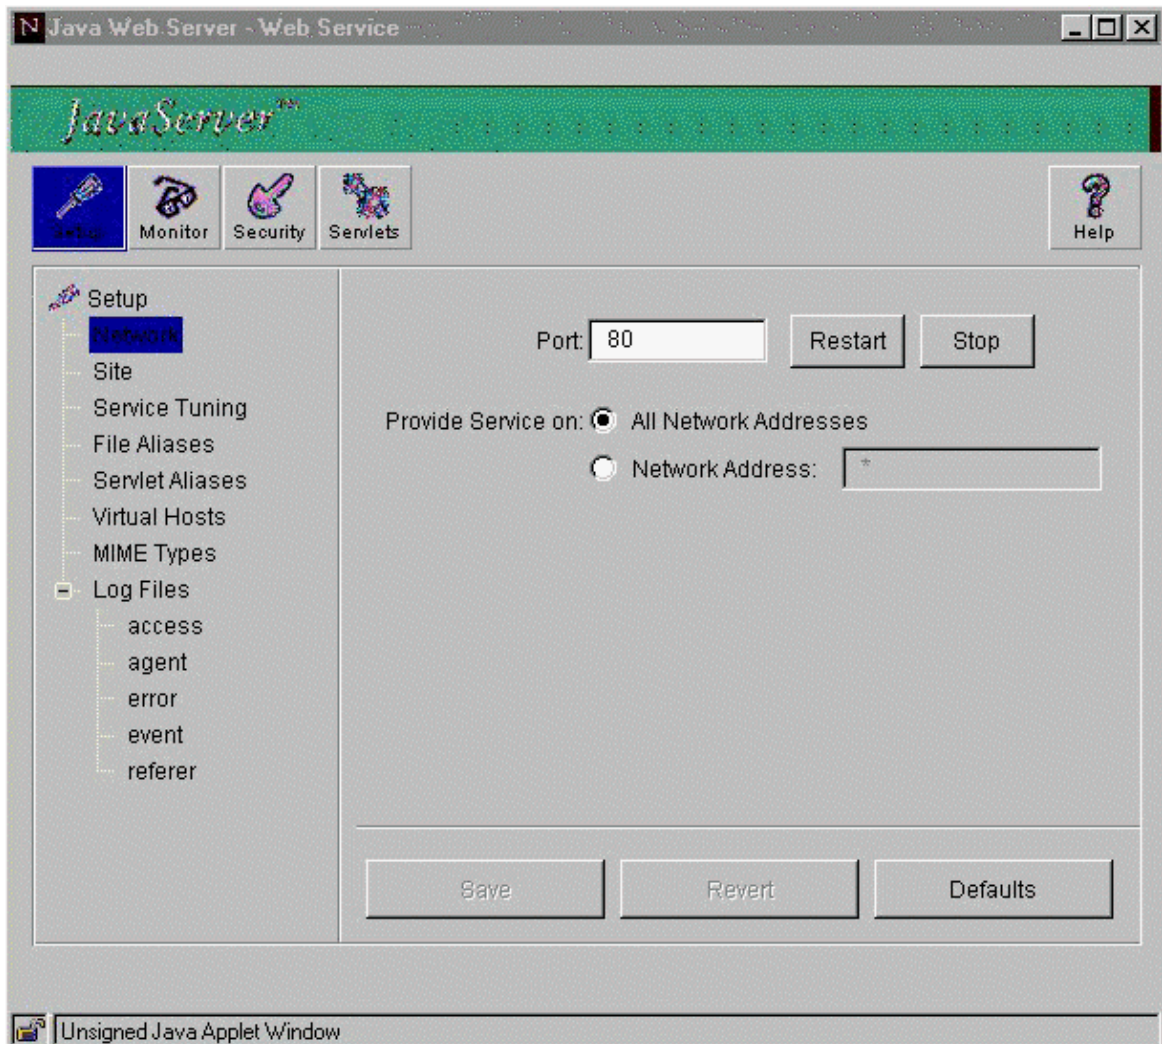 Java Web Server - Web Service
JavaServer™
Setup
Monitor
Security
Servlets
Help
Setup
Network
Site
Service Tuning
File Aliases
Servlet Aliases
Virtual Hosts
MIME Types
Log Files
access
agent
error
event
referer
Port: 80
Restart
Stop
Provide Service on: All Network Addresses
Network Address: *
Save
Revert
Defaults
Unsigned Java Applet Window